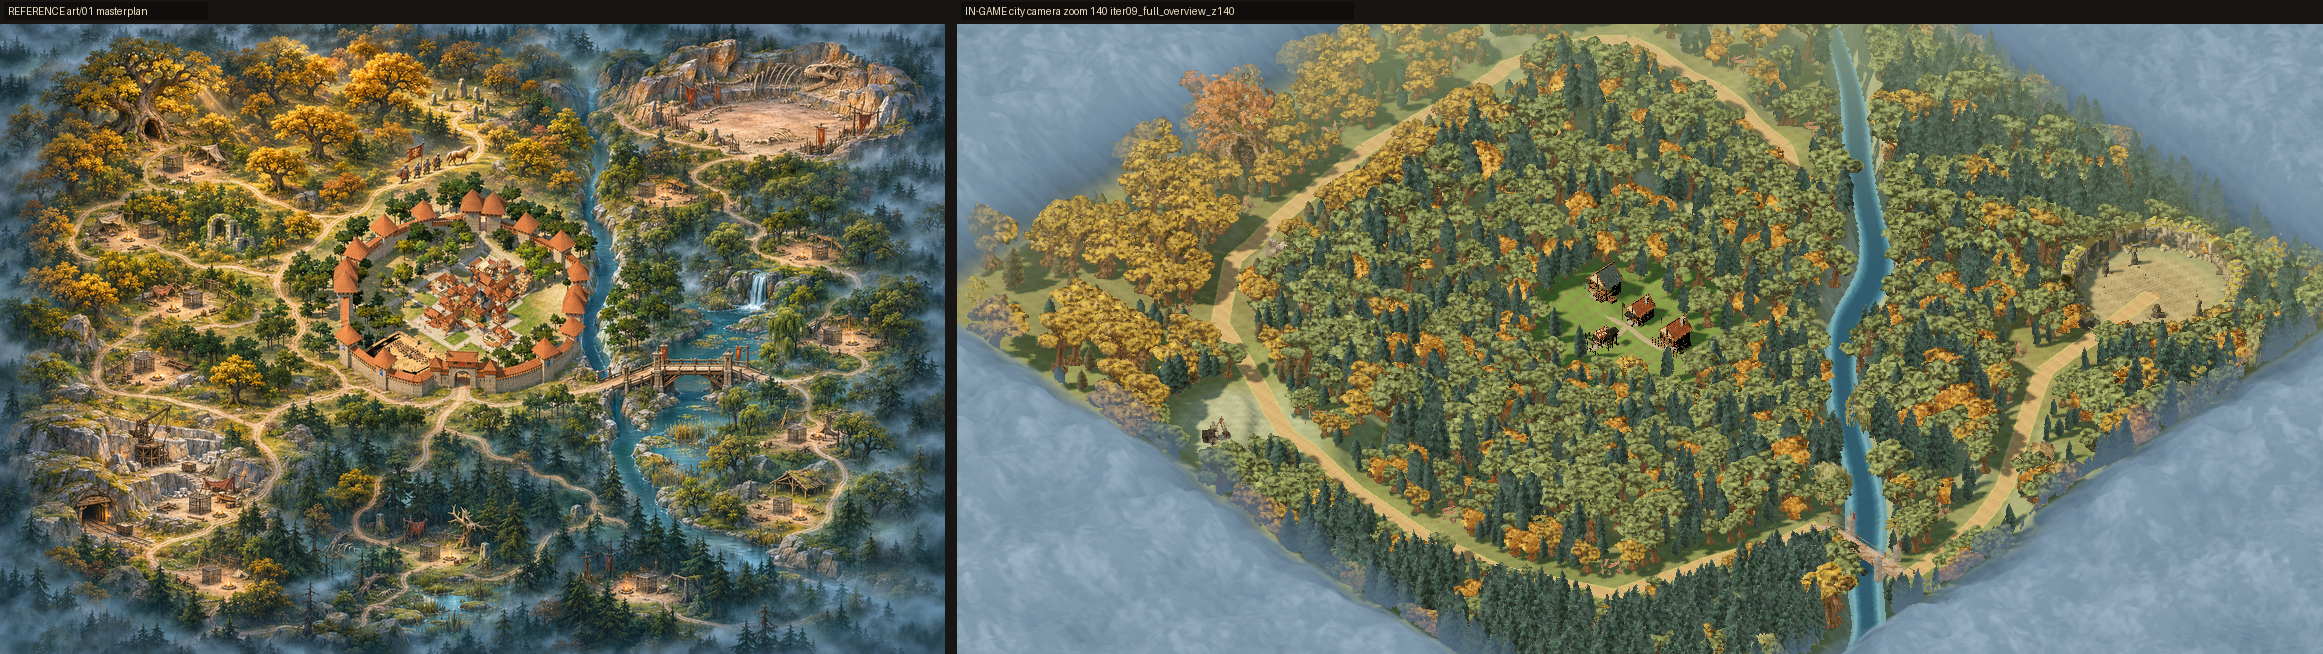 REFERENCE art/01 masterplan
IN-GAME city camera zoom 140 iter09_full_overview_z140